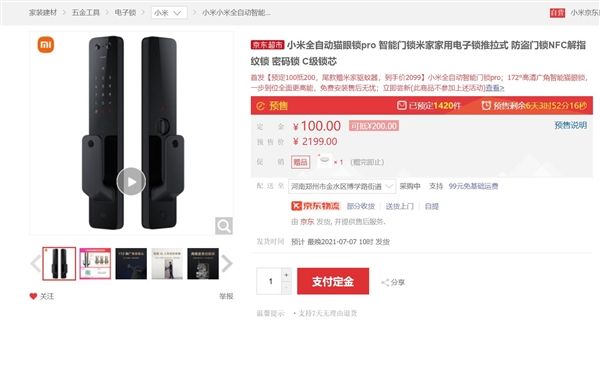 家装建材 > 五金工具 > 电子锁 > 小米 > 小米小米全自动智能...
自营 小米京东
mi
京东超市 小米全自动猫眼锁pro 智能门锁米家家用电子锁推拉式 防盗门锁NFC解指
纹锁 密码锁 C级锁芯
首发【预定100抵200，尾款赠米家驱蚊器，到手价2099】小米全自动智能门锁pro；172°高清广角智能猫眼锁，
一步到位全面更高能，免费安装售后无忧；立即尝新(此商品不参加上述活动)查看>
预售 已预定1420件 预售剩余6天3时52分16秒
定 金 ¥100.00 可抵¥200.00 预售说明
预 售 价 ¥ 2199.00
促 销 赠品 × 1 （赠完即止）
配 送 至 河南郑州市金水区博学路街道 采购中 支持 99元免基础运费
京东物流 部分收货 送货上门 自提
由 京东 发货, 并提供售后服务.
发货时间 预计 最晚2021-07-07 10时 发货
关注 举报
1 + - 支付定金 分享
温馨提示 ·支持7天无理由退货